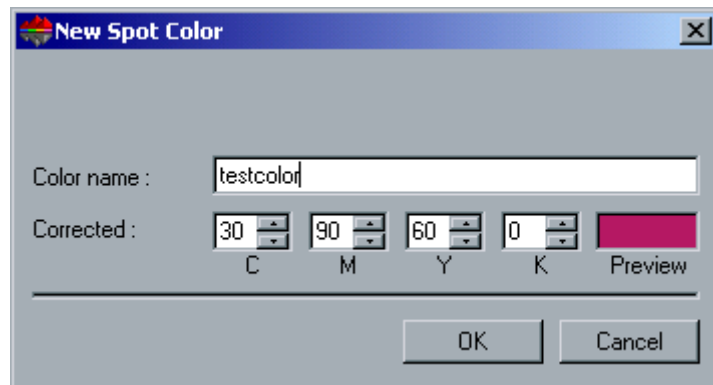 New Spot Color
Color name :
testcolor
Corrected :
30 90 60 0
C M Y K Preview
OK Cancel